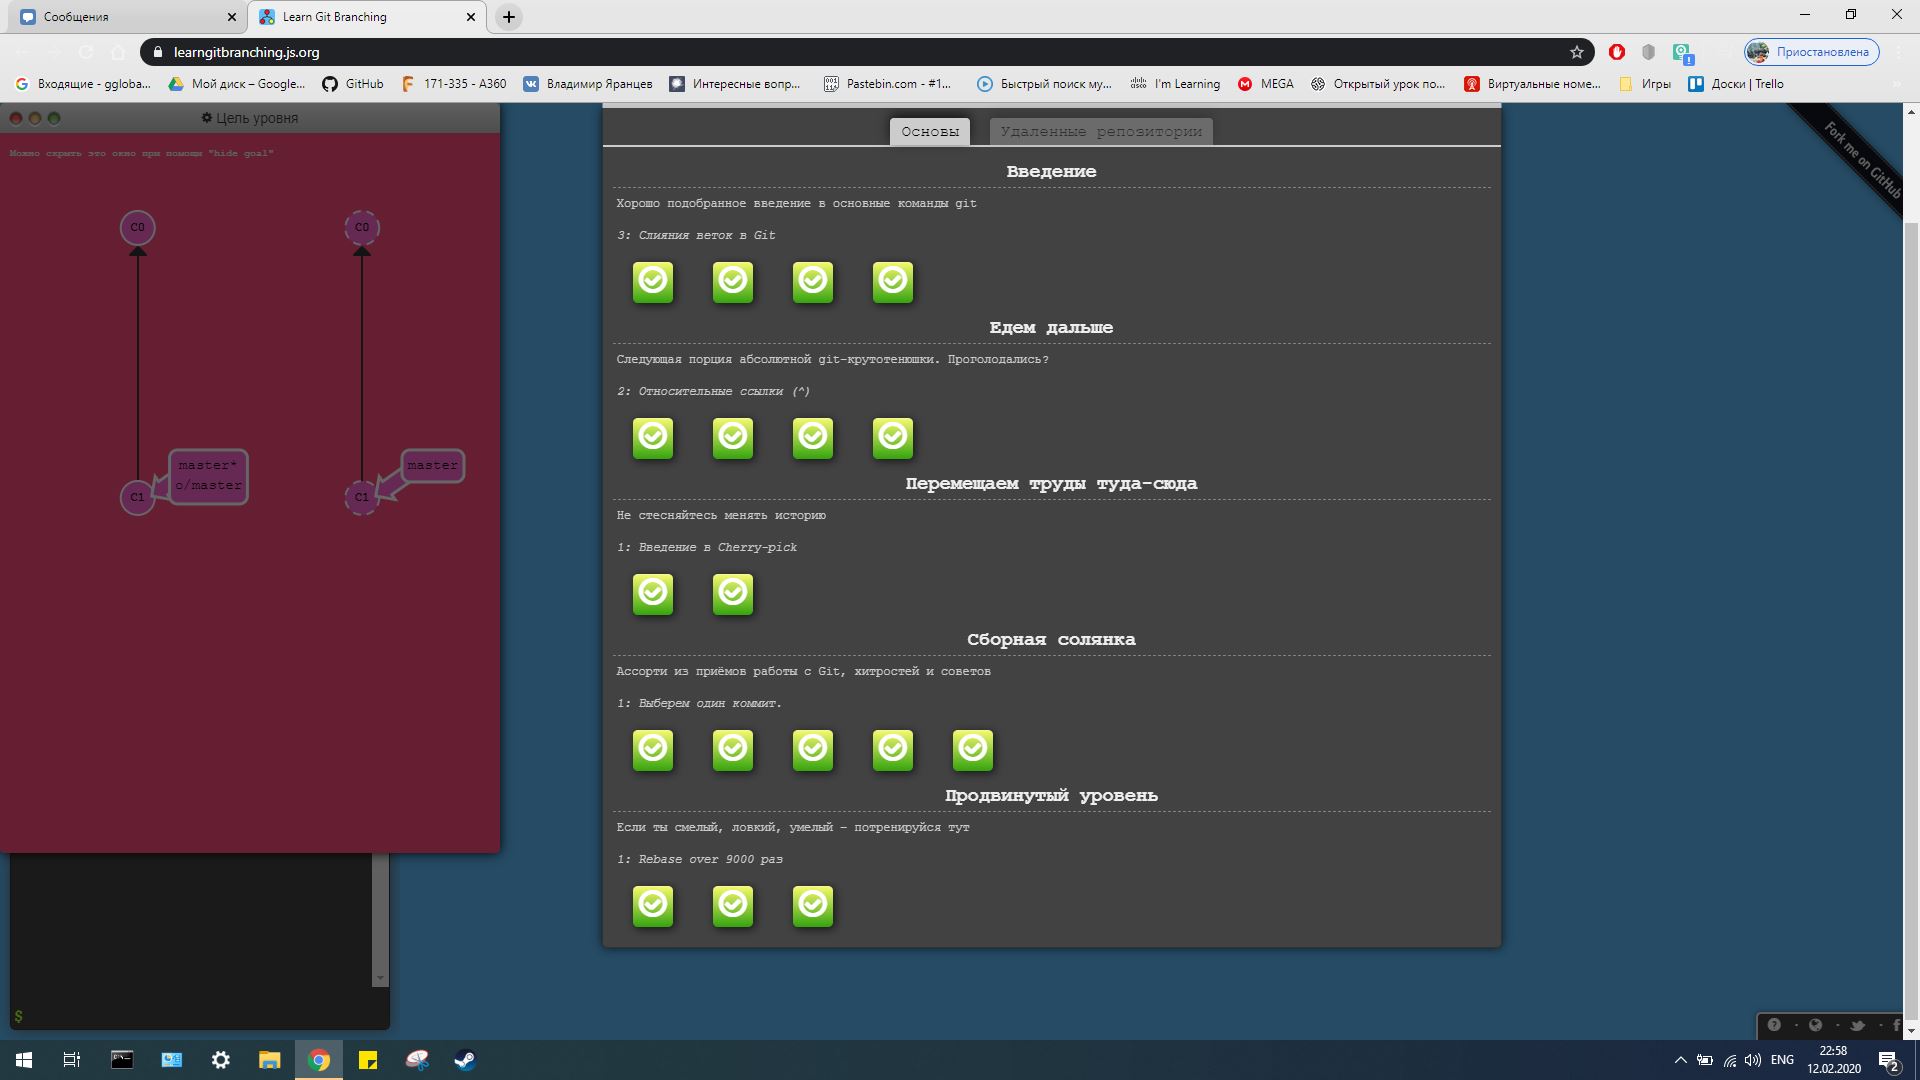 Сообщения
Learn Git Branching
learngitbranching.js.org
Приостановлена
Входящие - ggloba...
Мой диск – Google...
GitHub
171-335 - A360
Владимир Яранцев
Интересные вопр...
Pastebin.com - #1...
Быстрый поиск му...
I'm Learning
MEGA
Открытый урок по...
Виртуальные номе...
Игры
Доски | Trello
Цель уровня
Можно скрыть это окно при помощи "hide goal"
C0
C0
master*
o/master
master
C1
C1
$
Основы
Удаленные репозитории
Введение
Хорошо подобранное введение в основные команды git
3: Слияния веток в Git
Едем дальше
Следующая порция абсолютной git-крутотенюшки. Проголодались?
2: Относительные ссылки (^)
Перемещаем труды туда-сюда
Не стесняйтесь менять историю
1: Введение в Cherry-pick
Сборная солянка
Ассорти из приёмов работы с Git, хитростей и советов
1: Выберем один коммит.
Продвинутый уровень
Если ты смелый, ловкий, умелый – потренируйся тут
1: Rebase over 9000 раз
Fork me on GitHub
ENG
22:58
12.02.2020
2